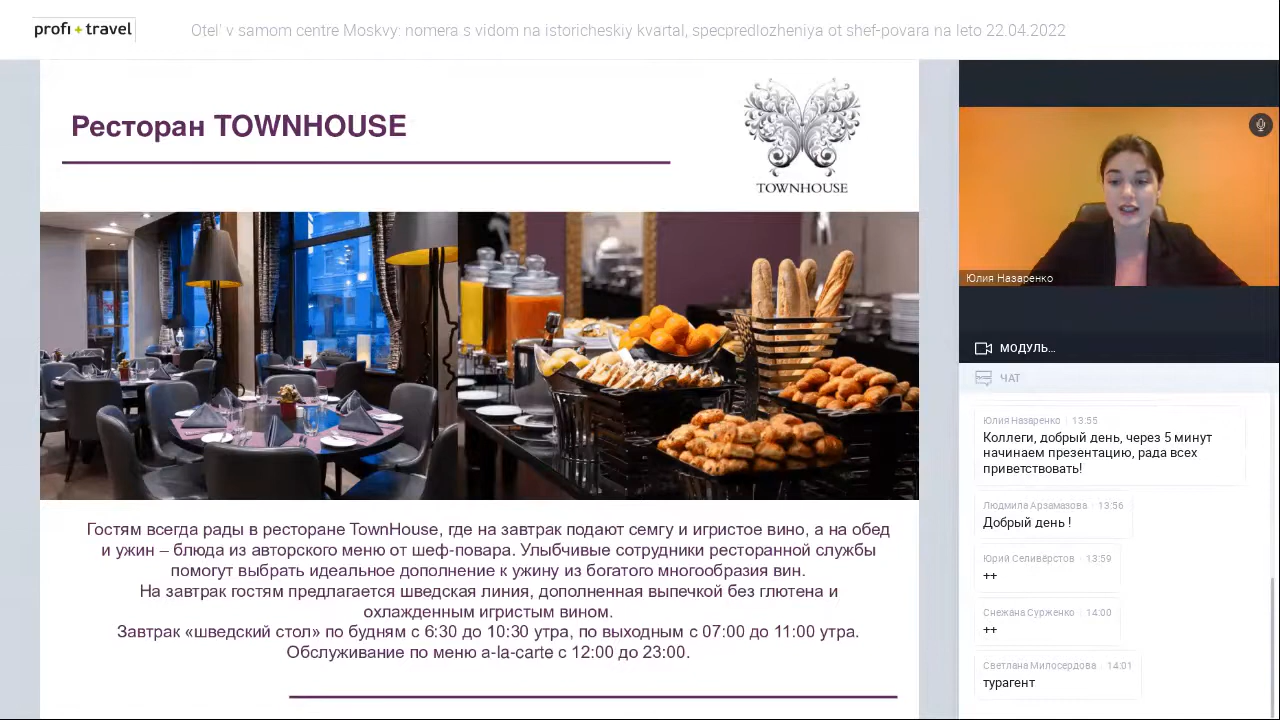 profi travel
Otel' v samom centre Moskvy: nomera s vidom na istoricheskiy kvartal, specpredlozheniya ot shef-povara na leto 22.04.2022
Ресторан TOWNHOUSE
TOWNHOUSE
Гостям всегда рады в ресторане TownHouse, где на завтрак подают семгу и игристое вино, а на обед
и ужин – блюда из авторского меню от шеф-повара. Улыбчивые сотрудники ресторанной службы
помогут выбрать идеальное дополнение к ужину из богатого многообразия вин.
На завтрак гостям предлагается шведская линия, дополненная выпечкой без глютена и
охлажденным игристым вином.
Завтрак «шведский стол» по будням с 6:30 до 10:30 утра, по выходным с 07:00 до 11:00 утра.
Обслуживание по меню a-la-carte с 12:00 до 23:00.
Юлия Назаренко
МОДУЛЬ...
ЧАТ
Юлия Назаренко 13:55
Коллеги, добрый день, через 5 минут
начинаем презентацию, рада всех
приветствовать!
Людмила Арзамазова · 13:56
Добрый день !
Юрий Селивёрстов · 13:59
++
Снежана Сурженко · 14:00
++
Светлана Милосердова · 14:01
турагент